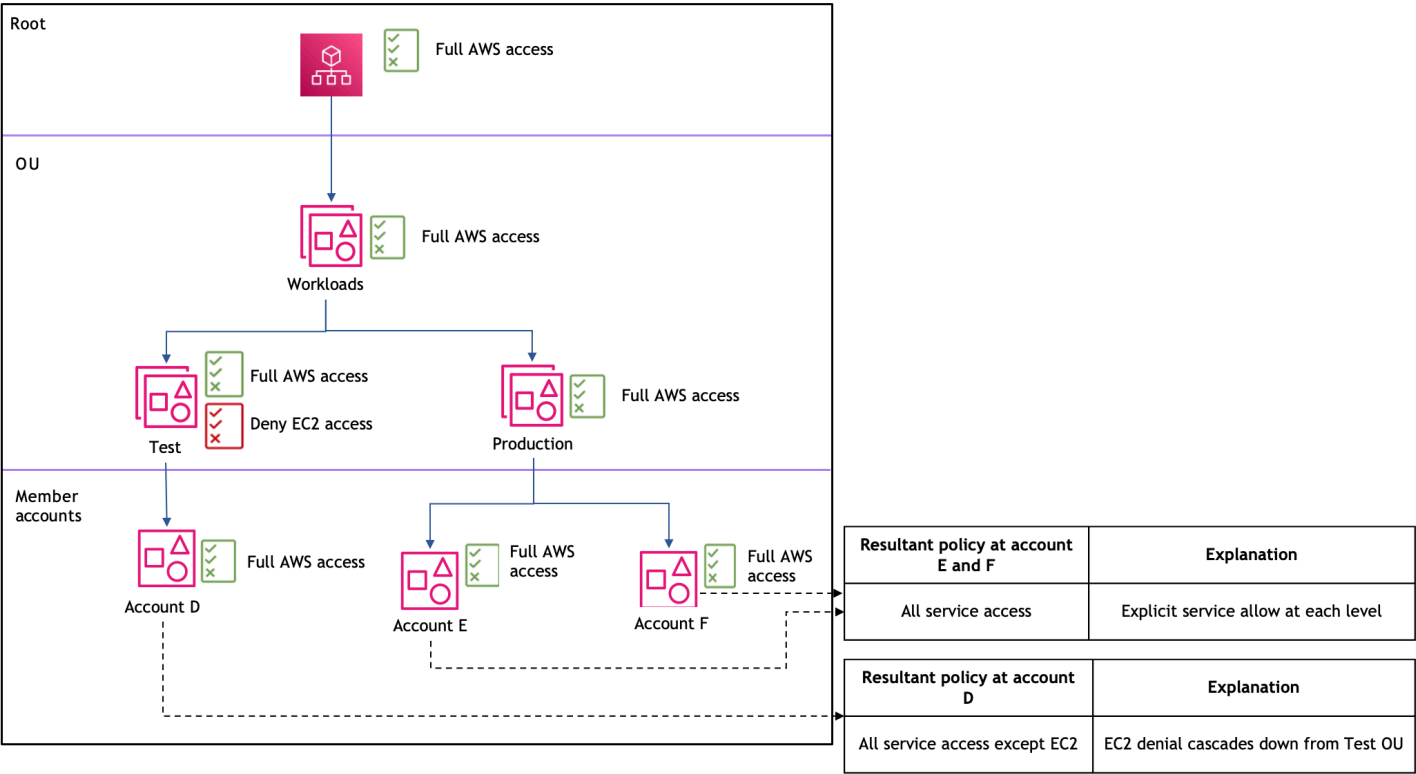 Root
Full AWS access
OU
Full AWS access
Workloads
Full AWS access
Deny EC2 access
Test
Full AWS access
Production
Member
accounts
Full AWS access
Account D
Full AWS
access
Account E
Full AWS
access
Account F
Resultant policy at account
E and F
Explanation
All service access
Explicit service allow at each level
Resultant policy at account
D
Explanation
All service access except EC2
EC2 denial cascades down from Test OU